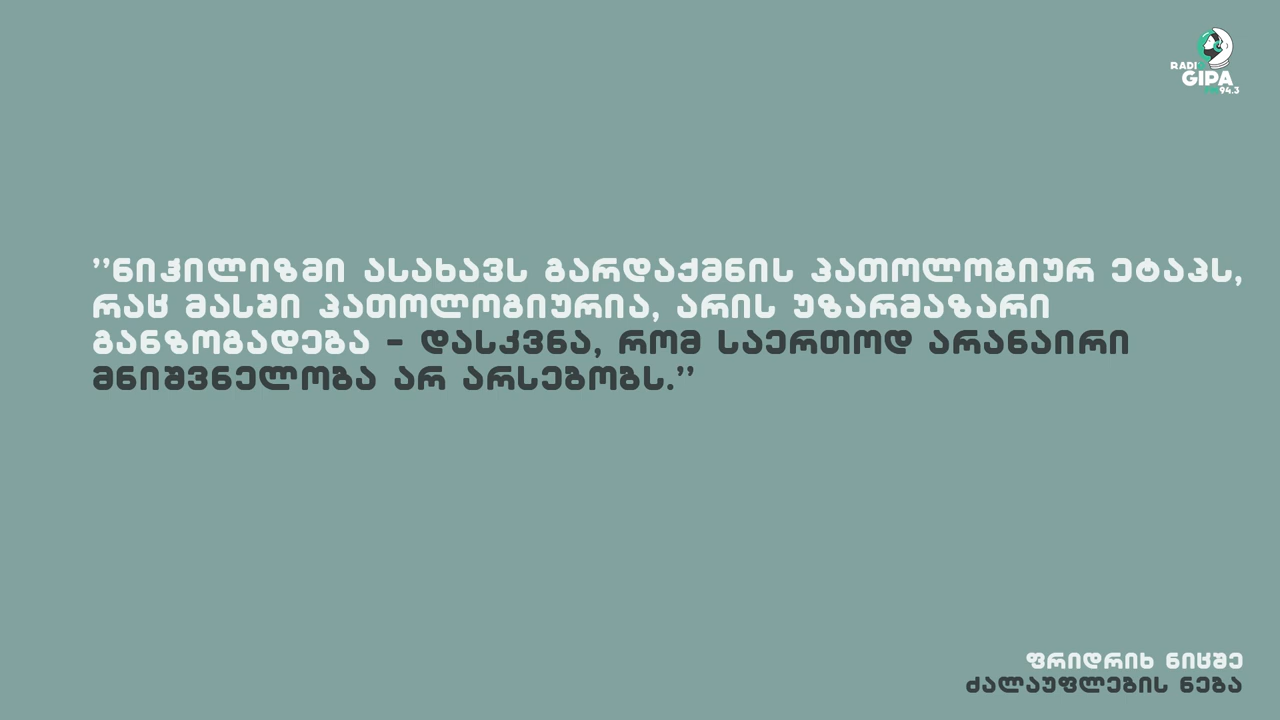 RADIO
GIPA
FM 94.3
’’ნიჰილიზმი ასახავს გარდაქმნის პათოლოგიურ ეტაპს,
რაც მასში პათოლოგიურია, არის უზარმაზარი
განზოგადება - დასკვნა, რომ საერთოდ არანაირი
მნიშვნელობა არ არსებობს.’’
ფრიდრიხ ნიცშე
ძალაუფლების ნება